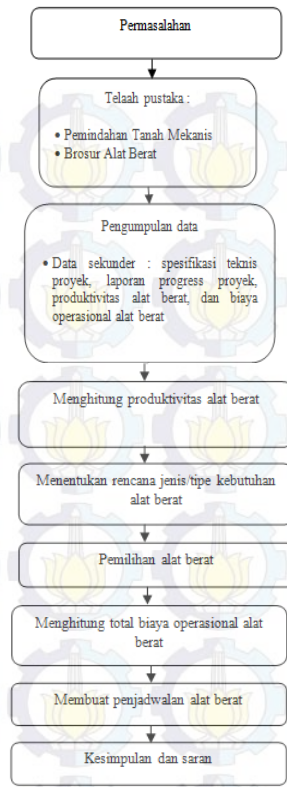 Permasalahan
Telaah pustaka :
• Pemindahan Tanah Mekanis
• Brosur Alat Berat
Pengumpulan data
• Data sekunder : spesifikasi teknis
proyek, laporan progress proyek,
produktivitas alat berat, dan biaya
operasional alat berat
Menghitung produktivitas alat berat
Menentukan rencana jenis/tipe kebutuhan
alat berat
Pemilihan alat berat
Menghitung total biaya operasional alat
berat
Membuat penjadwalan alat berat
Kesimpulan dan saran